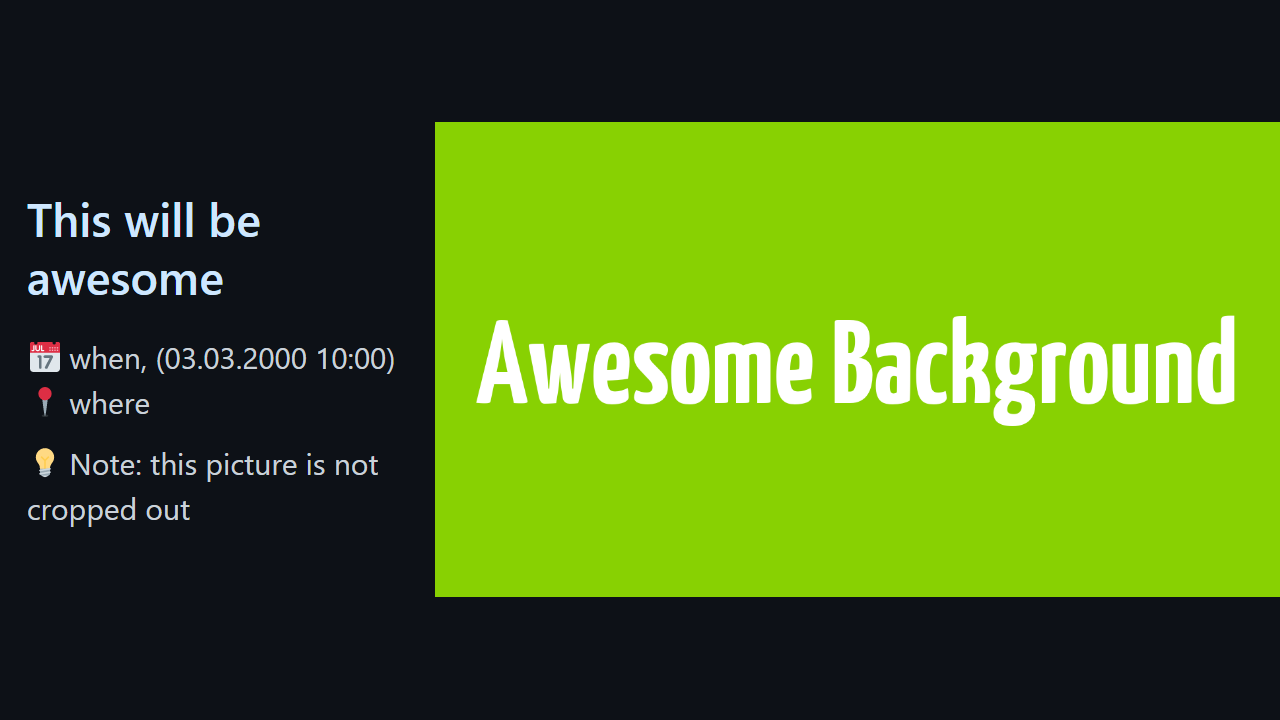 This will be
awesome
📅 when, (03.03.2000 10:00)
📍 where
💡 Note: this picture is not
cropped out
Awesome Background